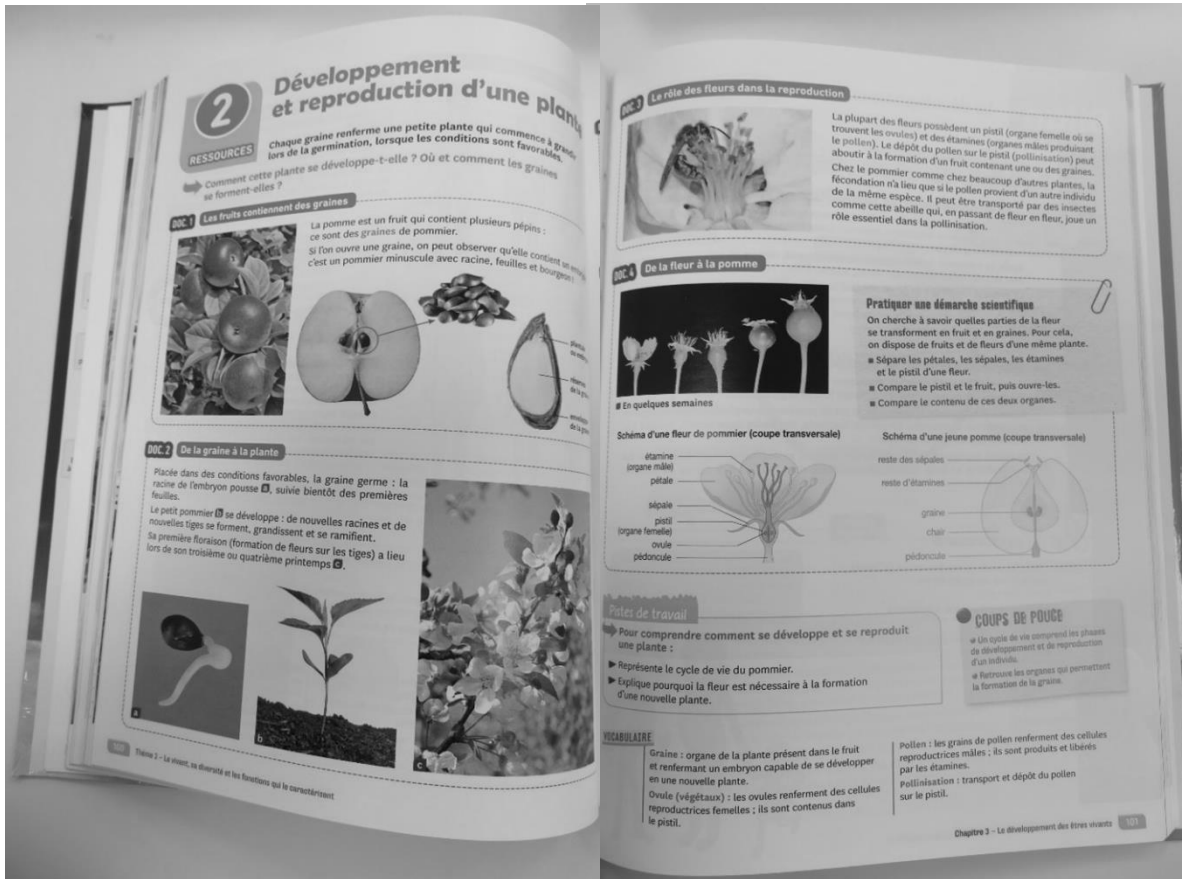 2
RESSOURCES
Développement
et reproduction d'une plante
Chaque graine renferme une petite plante qui commence à grandir
lors de la germination, lorsque les conditions sont favorables.
Comment cette plante se développe-t-elle ? Où et comment les graines
se forment-elles ?
DOC. 1 Les fruits contiennent des graines
La pomme est un fruit qui contient plusieurs pépins :
ce sont des graines de pommier.
Si l'on ouvre une graine, on peut observer qu'elle contient un
c'est un pommier minuscule avec racine, feuilles et bourgeon
DOC. 2 De la graine à la plante
Placée dans des conditions favorables, la graine germe : la
racine de l'embryon pousse a, suivie bientôt des premières
feuilles.
Le petit pommier b se développe : de nouvelles racines et de
nouvelles tiges se forment, grandissent et se ramifient.
Sa première floraison (formation de fleurs sur les tiges) a lieu
lors de son troisième ou quatrième printemps c.
a
b
c
Thème 2 – Le vivant, sa diversité et les fonctions qui le caractérisent
DOC. 3 Le rôle des fleurs dans la reproduction
La plupart des fleurs possèdent un pistil (organe femelle où se
trouvent les ovules) et des étamines (organes mâles produisant
le pollen). Le dépôt du pollen sur le pistil (pollinisation) peut
aboutir à la formation d'un fruit contenant une ou des graines.
Chez le pommier comme chez beaucoup d'autres plantes, la
fécondation n'a lieu que si le pollen provient d'un autre individu
de la même espèce. Il peut être transporté par des insectes
comme cette abeille qui, en passant de fleur en fleur, joue un
rôle essentiel dans la pollinisation.
DOC. 4 De la fleur à la pomme
En quelques semaines
Pratiquer une démarche scientifique
On cherche à savoir quelles parties de la fleur
se transforment en fruit et en graines. Pour cela,
on dispose de fruits et de fleurs d'une même plante.
■ Sépare les pétales, les sépales, les étamines
et le pistil d'une fleur.
■ Compare le pistil et le fruit, puis ouvre-les.
■ Compare le contenu de ces deux organes.
Schéma d'une fleur de pommier (coupe transversale)
étamine
(organe mâle)
pétale
sépale
pistil
(organe femelle)
ovule
pédoncule
Schéma d'une jeune pomme (coupe transversale)
reste des sépales
reste d'étamines
graine
chair
pédoncule
Pistes de travail
Pour comprendre comment se développe et se reproduit
une plante :
► Représente le cycle de vie du pommier.
► Explique pourquoi la fleur est nécessaire à la formation
d'une nouvelle plante.
COUPS DE POUCE
Un cycle de vie comprend les phases
de développement et de reproduction
d'un individu.
Retrouve les organes qui permettent
la formation de la graine.
VOCABULAIRE
Graine : organe de la plante présent dans le fruit
et renfermant un embryon capable de se développer
en une nouvelle plante.
Ovule (végétaux) : les ovules renferment des cellules
reproductrices femelles ; ils sont contenus dans
le pistil.
Pollen : les grains de pollen renferment des cellules
reproductrices mâles ; ils sont produits et libérés
par les étamines.
Pollinisation : transport et dépôt du pollen
sur le pistil.
Chapitre 3 – Le développement des êtres vivants 101